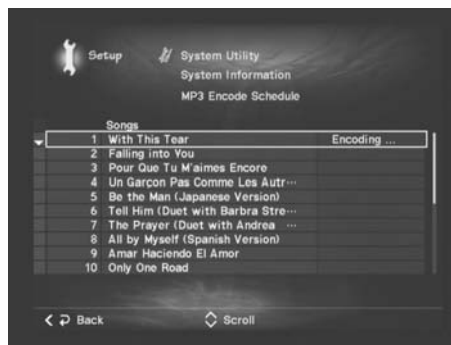 Setup
System Utility
System Information
MP3 Encode Schedule
Songs
1 With This Tear Encoding ...
2 Falling into You
3 Pour Que Tu M'aimes Encore
4 Un Garçon Pas Comme Les Autr...
5 Be the Man (Japanese Version)
6 Tell Him (Duet with Barbra Stre...
7 The Prayer (Duet with Andrea ...
8 All by Myself (Spanish Version)
9 Amar Haciendo El Amor
10 Only One Road
Back Scroll